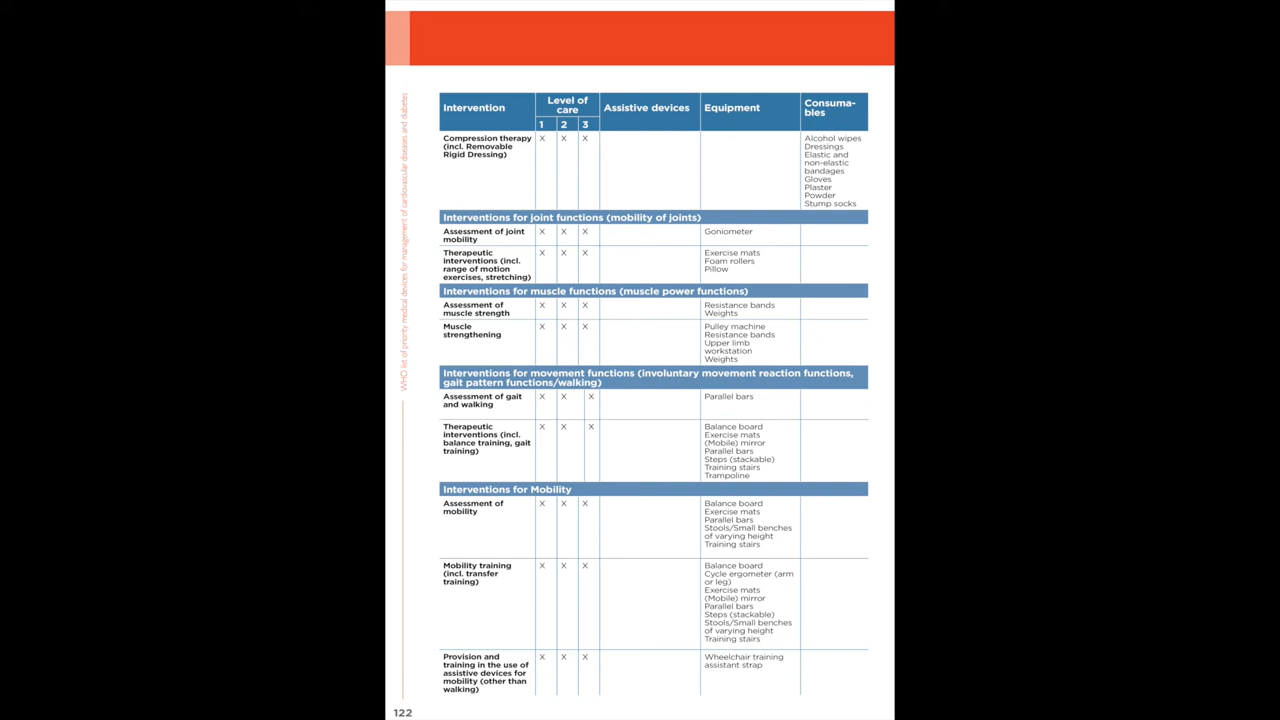 WHO list of priority medical devices for management of cardiovascular diseases and diabetes
Intervention
Level of
care
Assistive devices
Equipment
Consuma-
bles
1 2 3
Compression therapy
(incl. Removable
Rigid Dressing)
X X X
Alcohol wipes
Dressings
Elastic and
non-elastic
bandages
Gloves
Plaster
Powder
Stump socks
Interventions for joint functions (mobility of joints)
Assessment of joint
mobility
X X X
Goniometer
Therapeutic
interventions (incl.
range of motion
exercises, stretching)
X X X
Exercise mats
Foam rollers
Pillow
Interventions for muscle functions (muscle power functions)
Assessment of
muscle strength
X X X
Resistance bands
Weights
Muscle
strengthening
X X X
Pulley machine
Resistance bands
Upper limb
workstation
Weights
Interventions for movement functions (involuntary movement reaction functions,
gait pattern functions/walking)
Assessment of gait
and walking
X X X
Parallel bars
Therapeutic
interventions (incl.
balance training, gait
training)
X X X
Balance board
Exercise mats
(Mobile) mirror
Parallel bars
Steps (stackable)
Training stairs
Trampoline
Interventions for Mobility
Assessment of
mobility
X X X
Balance board
Exercise mats
Parallel bars
Stools/Small benches
of varying height
Training stairs
Mobility training
(incl. transfer
training)
X X X
Balance board
Cycle ergometer (arm
or leg)
Exercise mats
(Mobile) mirror
Parallel bars
Steps (stackable)
Stools/Small benches
of varying height
Training stairs
Provision and
training in the use of
assistive devices for
mobility (other than
walking)
X X X
Wheelchair training
assistant strap
122